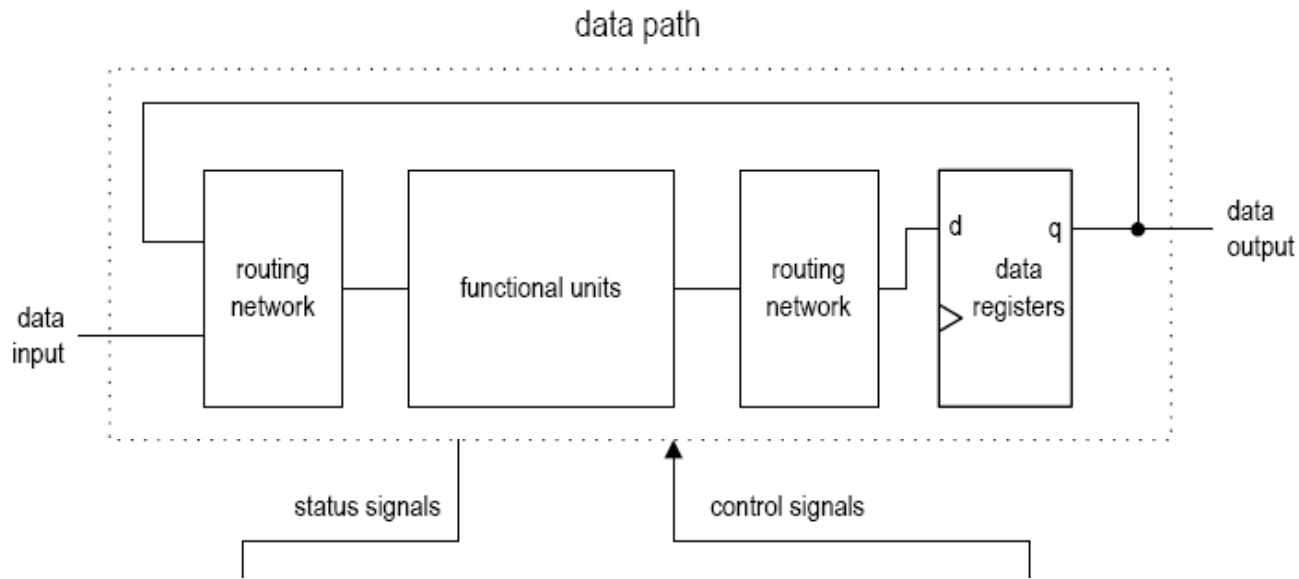 data path
data
input
routing
network
functional units
routing
network
d
q
data
registers
data
output
status signals
control signals